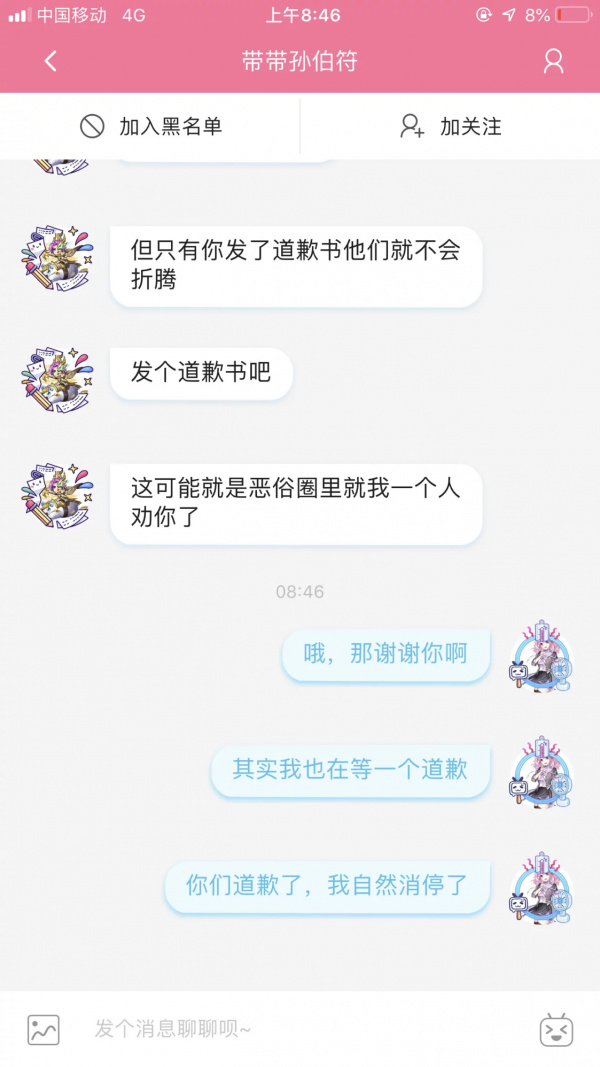 中国移动 4G 上午8:46 8%
带带孙伯符
加入黑名单 加关注
但只有你发了道歉书他们就不会
折腾
发个道歉书吧
这可能就是恶俗圈里就我一个人
劝你了
08:46
哦，那谢谢你啊
其实我也在等一个道歉
你们道歉了，我自然消停了
发个消息聊聊呗~